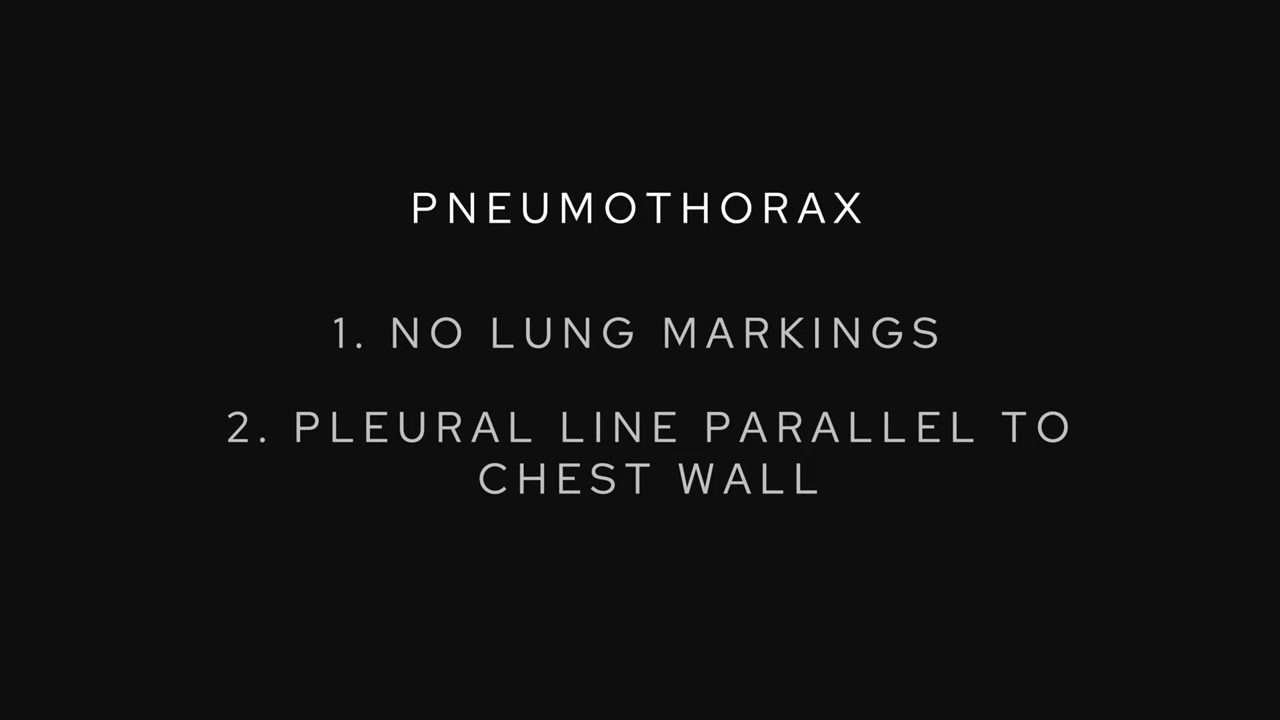 PNEUMOTHORAX
1. NO LUNG MARKINGS
2. PLEURAL LINE PARALLEL TO
CHEST WALL